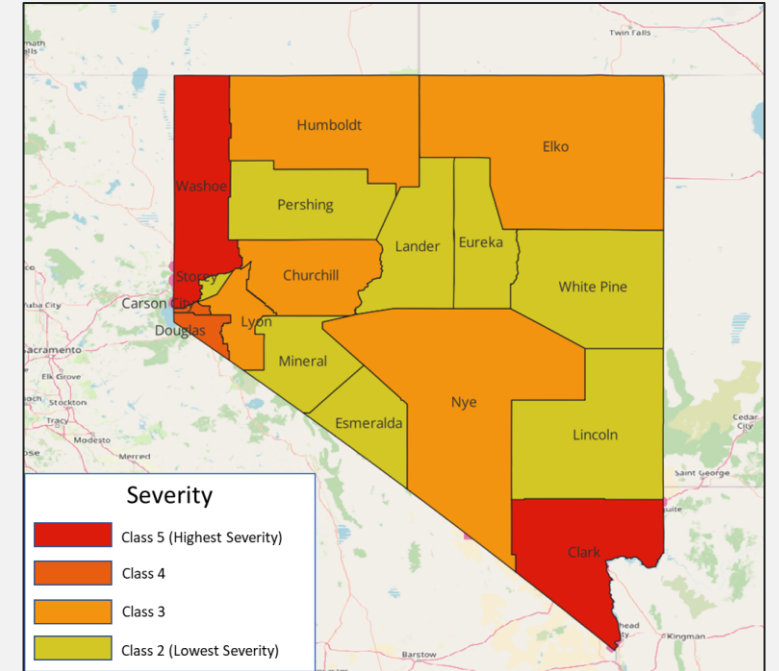 Twin Falls
Humboldt
Elko
Washoe
Pershing
Lander
Eureka
Storey
Churchill
White Pine
Carson City
Yuba City
Lyon
Douglas
Sacramento
Mineral
Elk Grove
Nye
Stockton
Esmeralda
Cedar
City
Tracy
Lincoln
Modesto
Merced
Saint George
Severity
Class 5 (Highest Severity)
Clark
Class 4
Class 3
Kingman
Class 2 (Lowest Severity)
Barstow